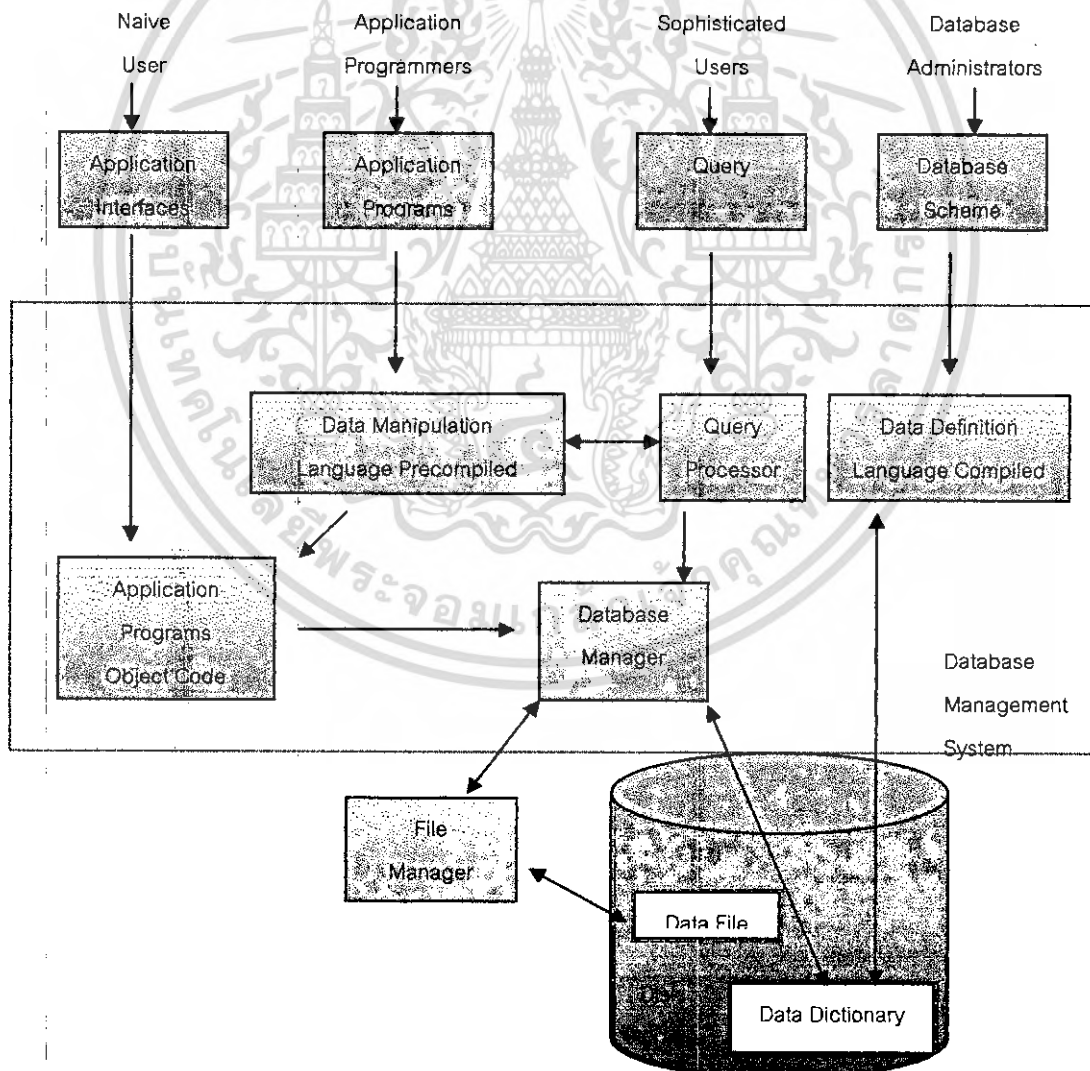 Naive
User
Application
Programmers
Sophisticated
Users
Database
Administrators
Application
Interfaces
Application
Programs
Query
Database
Scheme
Data Manipulation
Language Precompiled
Query
Processor
Data Definition
Language Compiled
Application
Programs
Object Code
Database
Manager
Database
Management
System
File
Manager
Data File
Data Dictionary